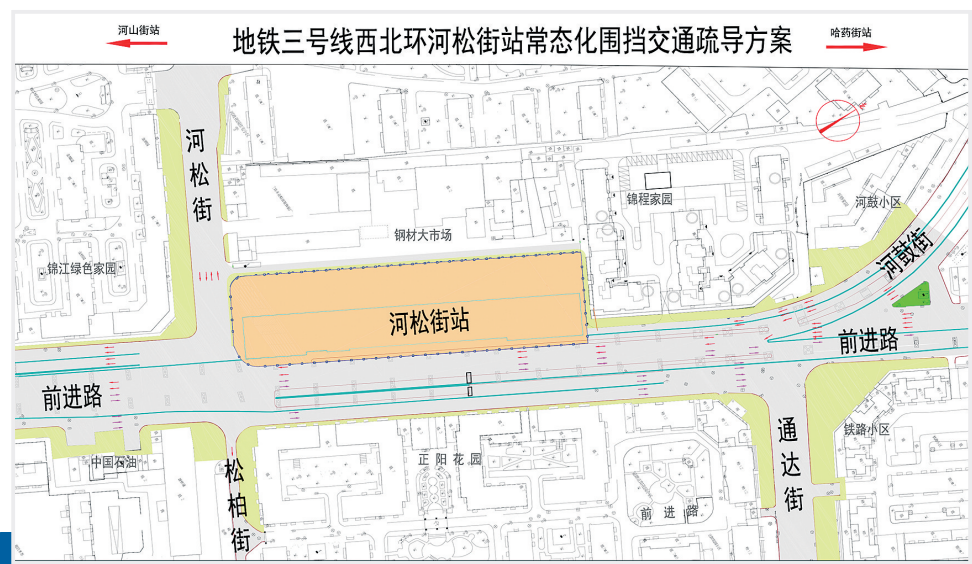 河山街站
地铁三号线西北环河松街站常态化围挡交通疏导方案
哈药街站
河松街
锦程家园
河鼓小区
钢材大市场
河鼓街
锦江绿色家园
河松街站
前进路
前进路
中国石油
松柏街
正阳花园
通达街
铁路小区
前进路